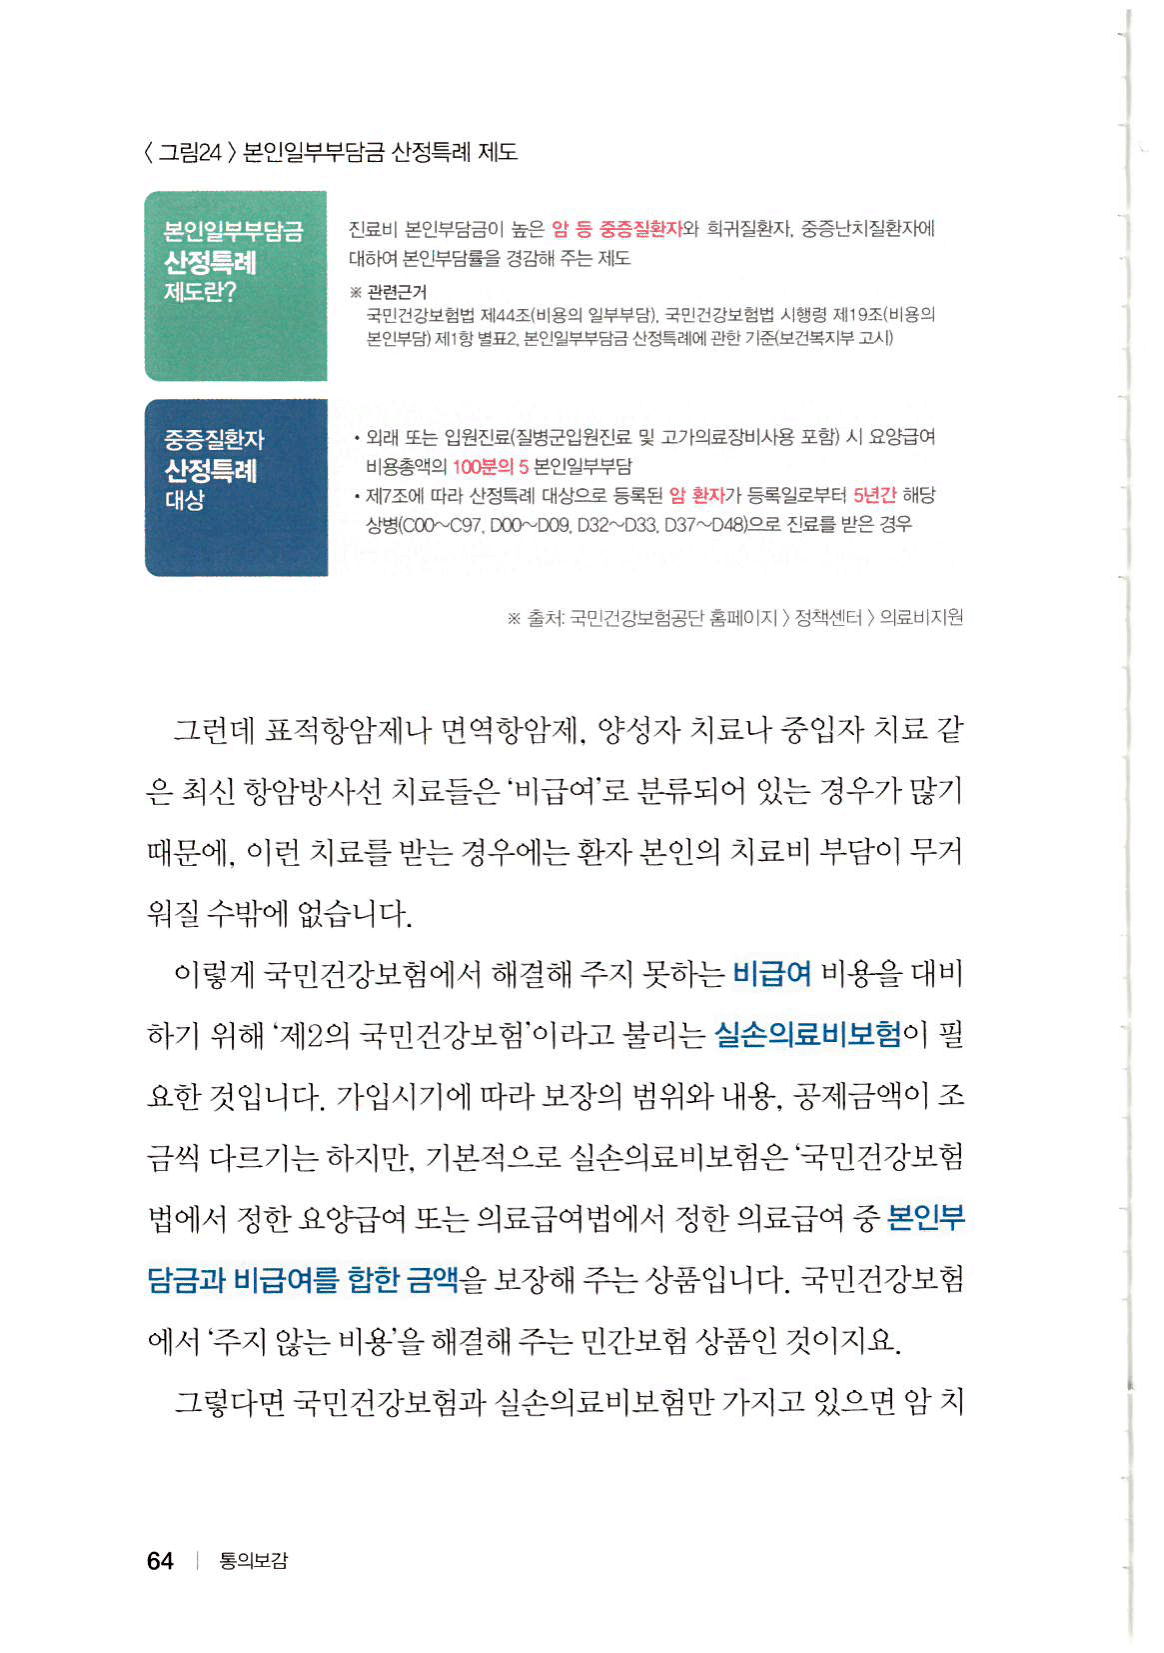 〈 그림24 〉 본인일부부담금 산정특례 제도
본인일부부담금
산정특례
제도란?
진료비 본인부담금이 높은 암 등 중증질환자와 희귀질환자, 중증난치질환자에
대하여 본인부담률을 경감해 주는 제도
※ 관련근거
국민건강보험법 제44조(비용의 일부부담), 국민건강보험법 시행령 제19조(비용의
본인부담) 제1항 별표2, 본인일부부담금 산정특례에 관한 기준(보건복지부 고시)
중증질환자
산정특례
대상
• 외래 또는 입원진료(질병군입원진료 및 고가의료장비사용 포함) 시 요양급여
비용총액의 100분의 5 본인일부부담
• 제7조에 따라 산정특례 대상으로 등록된 암 환자가 등록일로부터 5년간 해당
상병(C00~C97, D00~D09, D32~D33, D37~D48)으로 진료를 받은 경우
※ 출처: 국민건강보험공단 홈페이지 〉 정책센터 〉 의료비지원
그런데 표적항암제나 면역항암제, 양성자 치료나 중입자 치료 같
은 최신 항암방사선 치료들은 ‘비급여’로 분류되어 있는 경우가 많기
때문에, 이런 치료를 받는 경우에는 환자 본인의 치료비 부담이 무거
워질 수밖에 없습니다.
이렇게 국민건강보험에서 해결해 주지 못하는 비급여 비용을 대비
하기 위해 ‘제2의 국민건강보험’이라고 불리는 실손의료비보험이 필
요한 것입니다. 가입시기에 따라 보장의 범위와 내용, 공제금액이 조
금씩 다르기는 하지만, 기본적으로 실손의료비보험은 ‘국민건강보험
법에서 정한 요양급여 또는 의료급여법에서 정한 의료급여 중 본인부
담금과 비급여를 합한 금액을 보장해 주는 상품입니다. 국민건강보험
에서 ‘주지 않는 비용’을 해결해 주는 민간보험 상품인 것이지요.
그렇다면 국민건강보험과 실손의료비보험만 가지고 있으면 암 치
64 | 통의보감